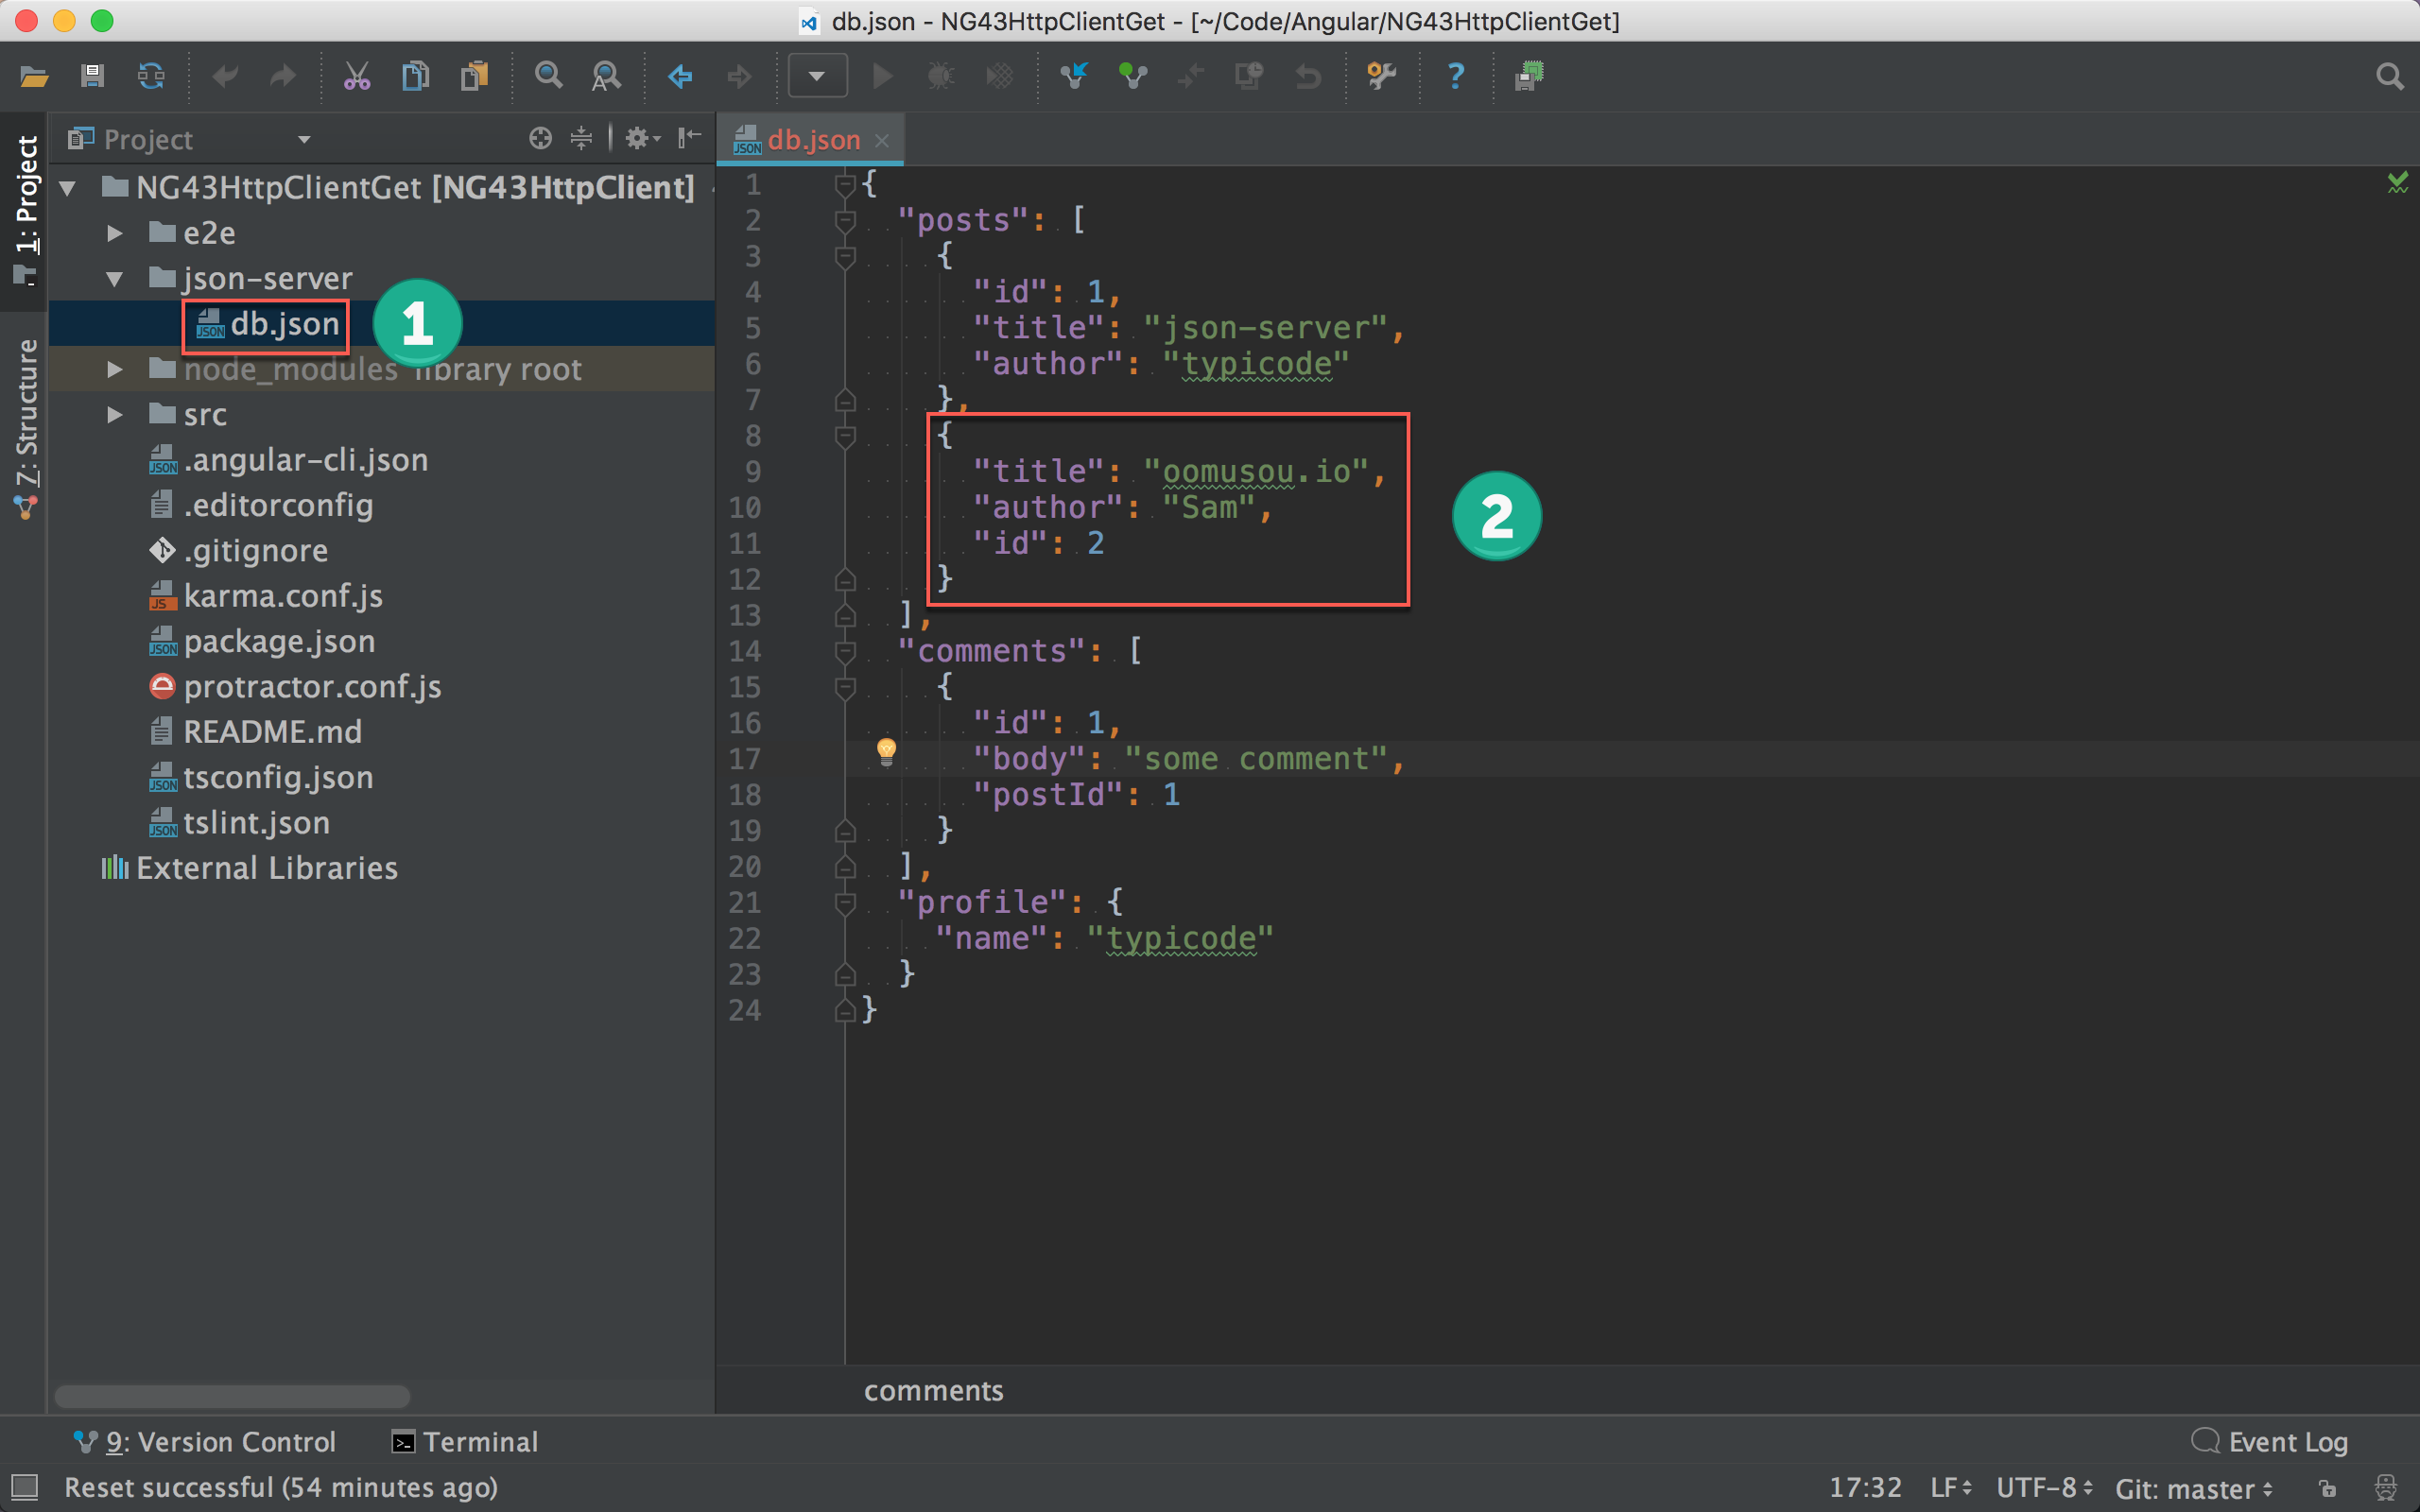 db.json - NG43HttpClientGet - [~/Code/Angular/NG43HttpClientGet]
1: Project
7: Structure
Project
NG43HttpClientGet [NG43HttpClient]
e2e
json-server
db.json
1
node_modules library root
src
.angular-cli.json
.editorconfig
.gitignore
karma.conf.js
package.json
protractor.conf.js
README.md
tsconfig.json
tslint.json
External Libraries
db.json
1 {
2 "posts": [
3 {
4 "id": 1,
5 "title": "json-server",
6 "author": "typicode"
7 },
8 {
9 "title": "oomusou.io",
10 "author": "Sam",
11 "id": 2
12 }
13 ],
14 "comments": [
15 {
16 "id": 1,
17 "body": "some comment",
18 "postId": 1
19 }
20 ],
21 "profile": {
22 "name": "typicode"
23 }
24 }
2
comments
9: Version Control
Terminal
Event Log
Reset successful (54 minutes ago)
17:32 LF UTF-8 Git: master